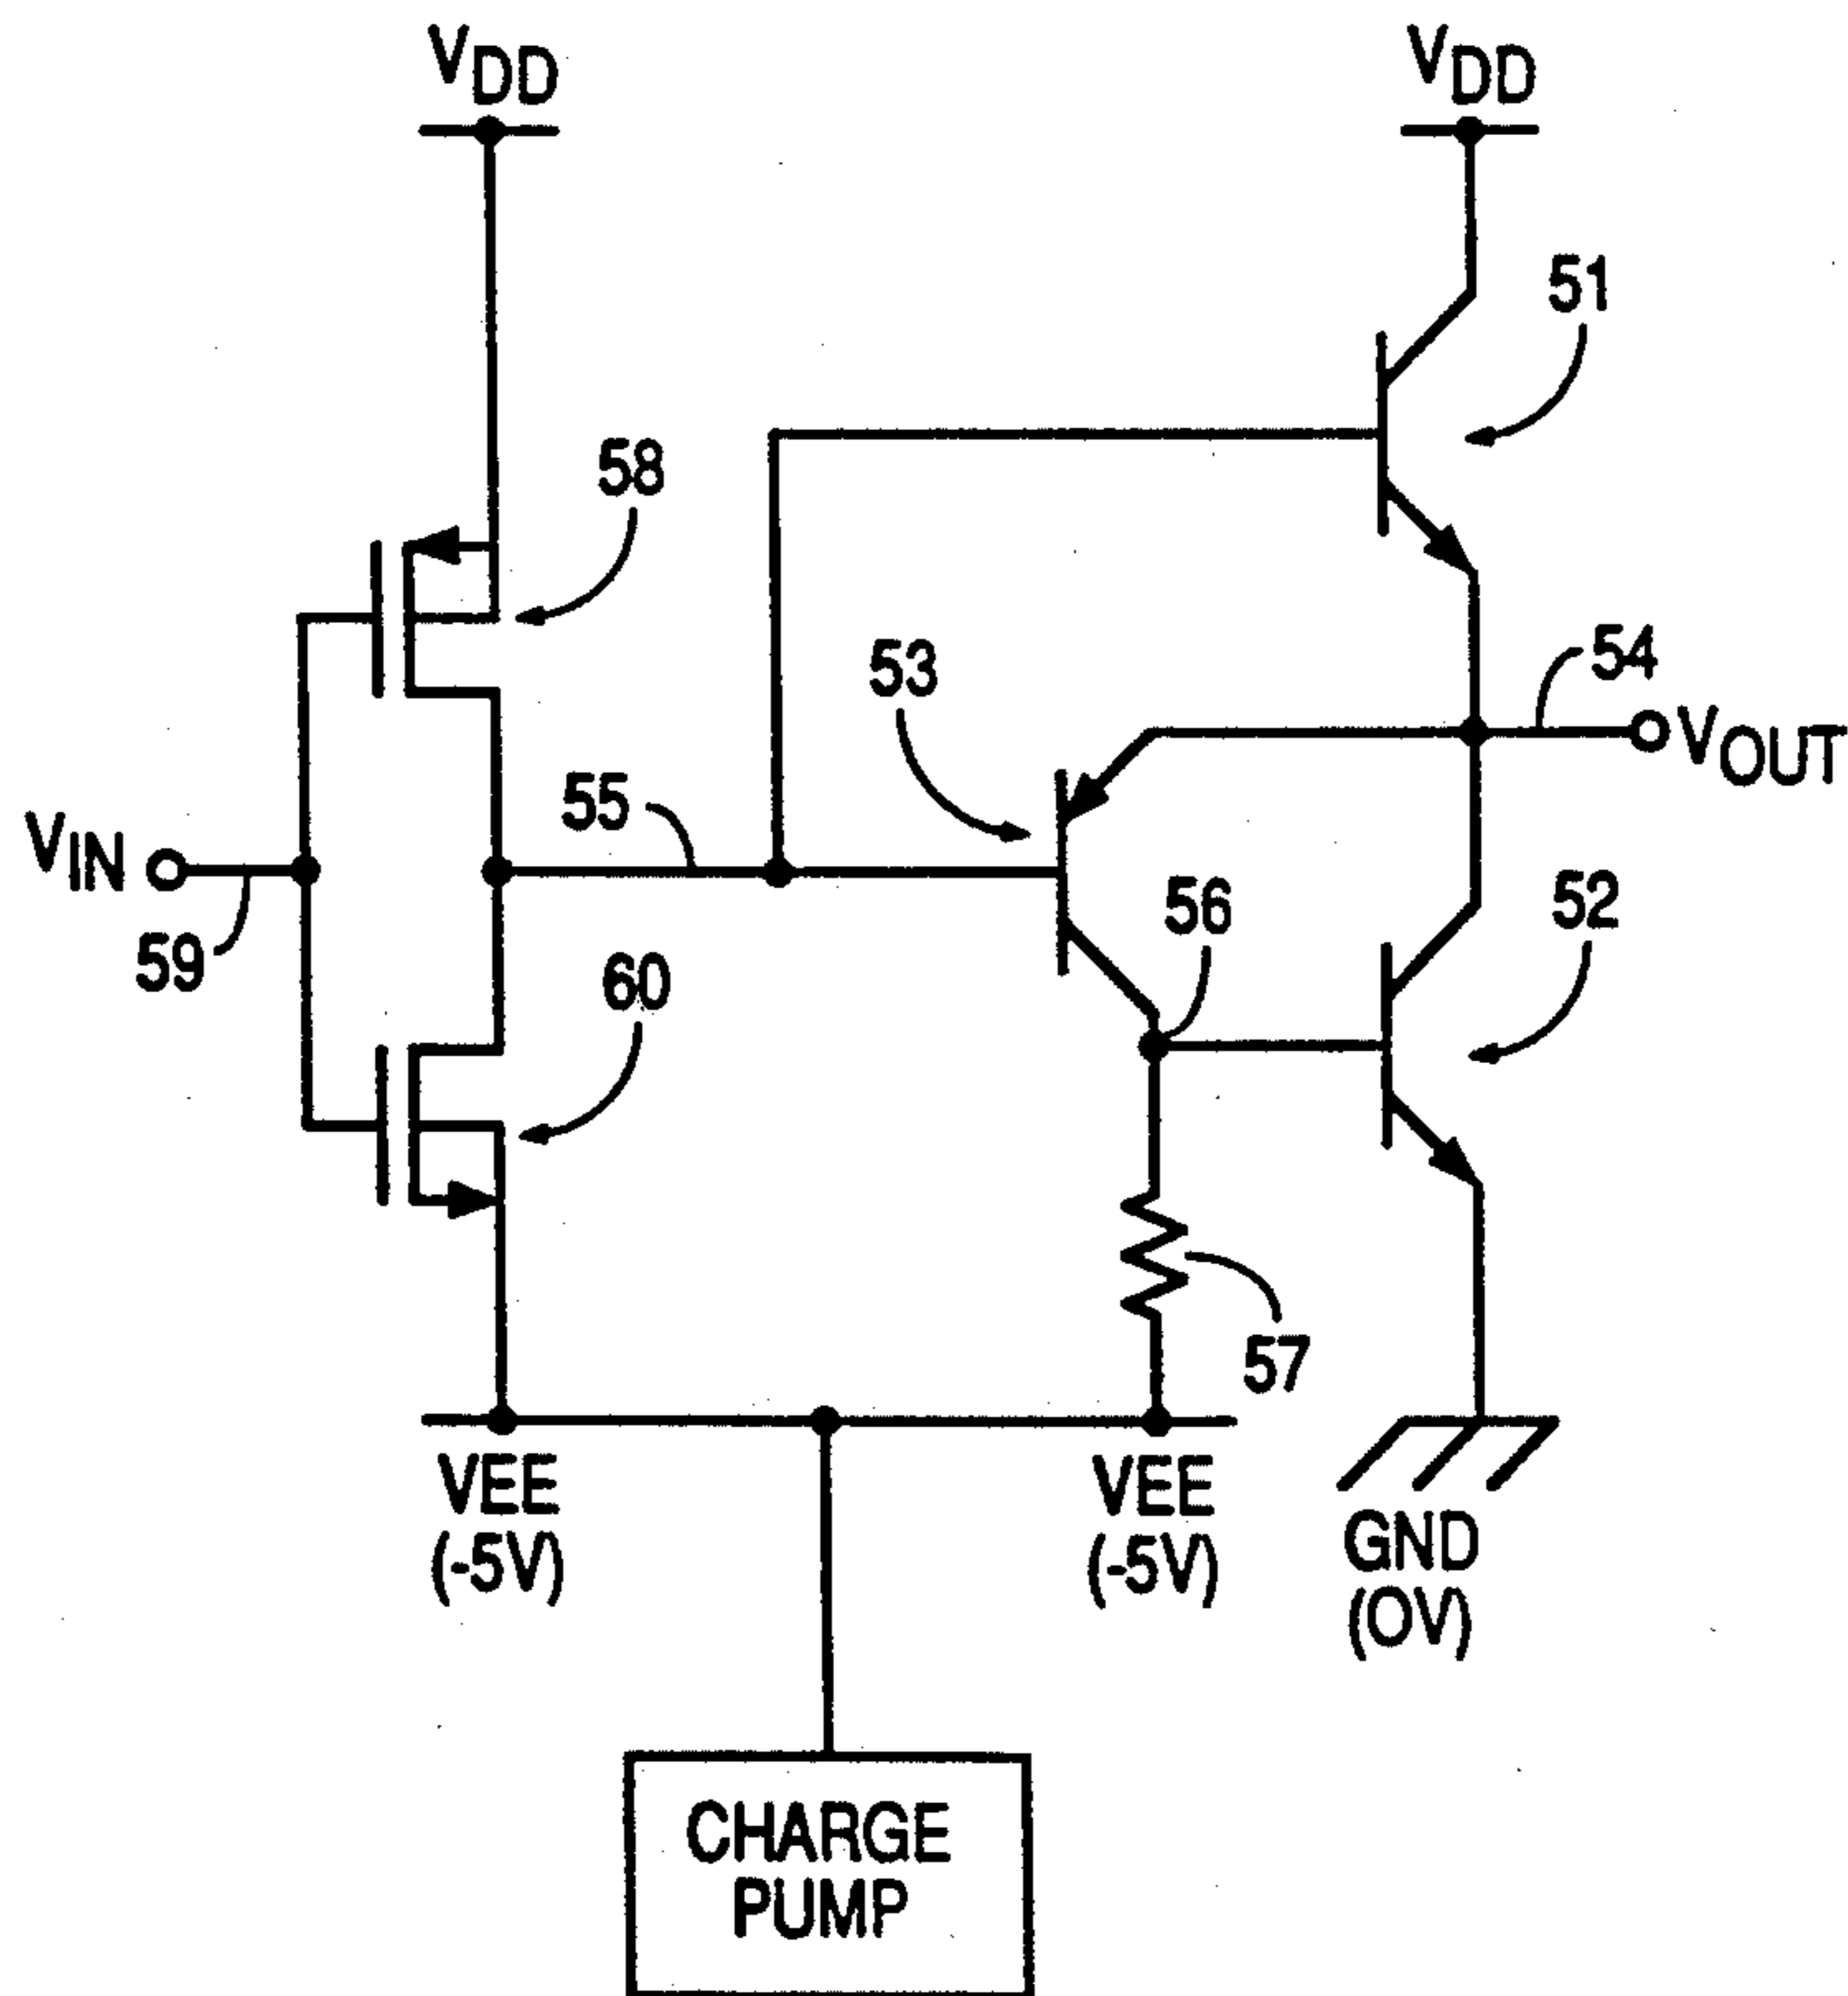 VDD
VDD
51
58
53
54
VOUT
55
VIN
56
52
59
60
57
VEE
(-5V)
VEE
(-5V)
GND
(0V)
CHARGE
PUMP